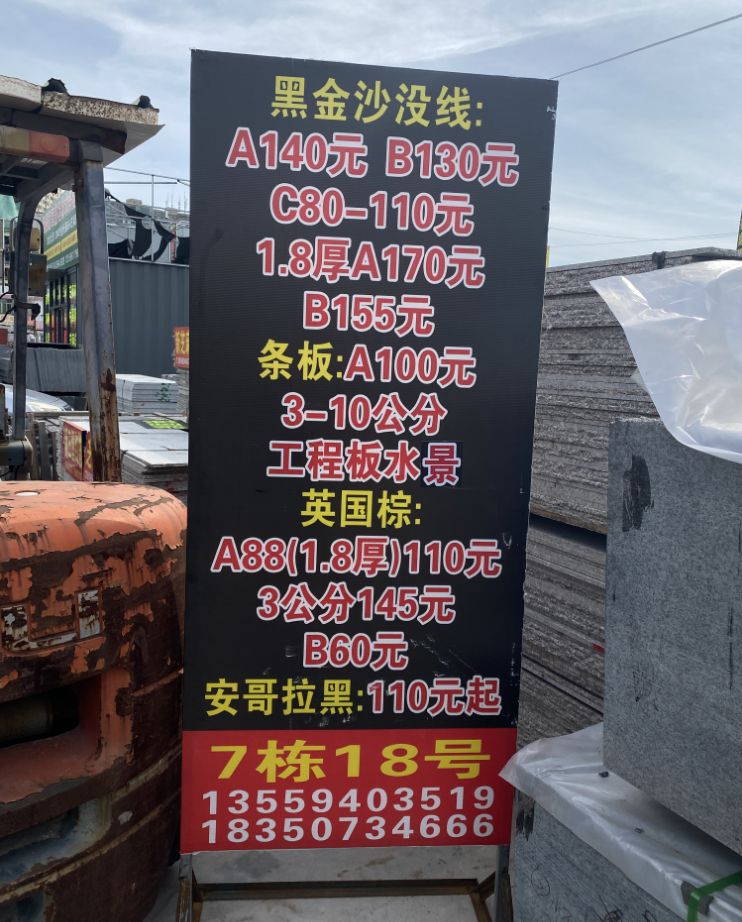 黑金沙没线:
A140元 B130元
C80-110元
1.8厚A170元
B155元
条板:A100元
3-10公分
工程板水景
英国棕:
A88(1.8厚)110元
3公分145元
B60元
安哥拉黑:110元起
7栋18号
13559403519
18350734666